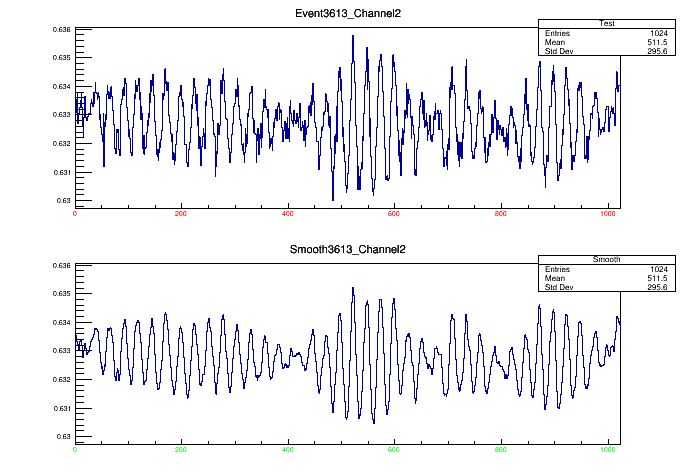 Event3613_Channel2
Test
Entries 1024
Mean 511.5
Std Dev 295.6
0.636
0.635
0.634
0.633
0.632
0.631
0.63
0 200 400 600 800 1000
Smooth3613_Channel2
Smooth
Entries 1024
Mean 511.5
Std Dev 295.6
0.636
0.635
0.634
0.633
0.632
0.631
0.63
0 200 400 600 800 1000